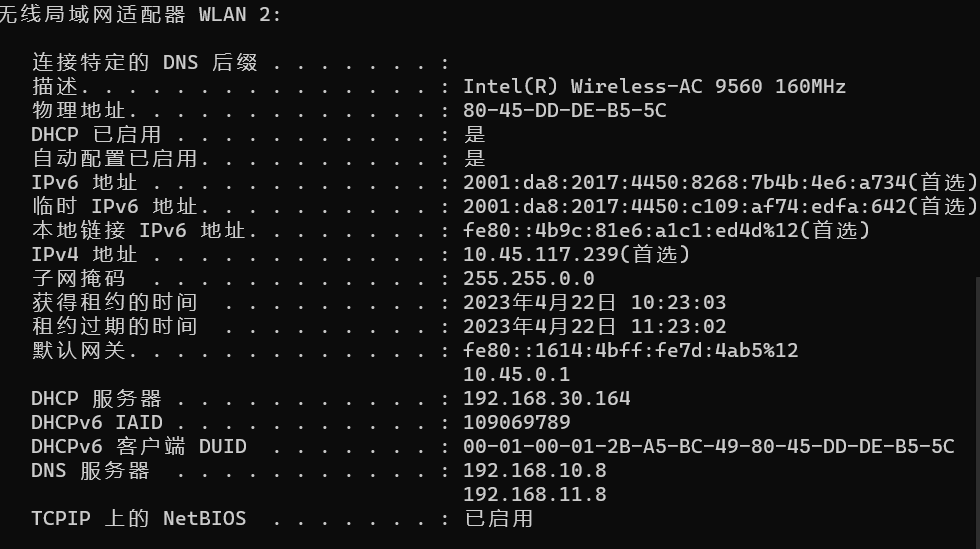 无线局域网适配器 WLAN 2:
连接特定的 DNS 后缀 . . . . . . . :
描述. . . . . . . . . . . . . . . : Intel(R) Wireless-AC 9560 160MHz
物理地址. . . . . . . . . . . . . : 80-45-DD-DE-B5-5C
DHCP 已启用 . . . . . . . . . . . : 是
自动配置已启用. . . . . . . . . . : 是
IPv6 地址 . . . . . . . . . . . . : 2001:da8:2017:4450:8268:7b4b:4e6:a734(首选)
临时 IPv6 地址. . . . . . . . . . : 2001:da8:2017:4450:c109:af74:edfa:642(首选)
本地链接 IPv6 地址. . . . . . . . : fe80::4b9c:81e6:a1c1:ed4d%12(首选)
IPv4 地址 . . . . . . . . . . . . : 10.45.117.239(首选)
子网掩码  . . . . . . . . . . . . : 255.255.0.0
获得租约的时间  . . . . . . . . . : 2023年4月22日 10:23:03
租约过期的时间  . . . . . . . . . : 2023年4月22日 11:23:02
默认网关. . . . . . . . . . . . . : fe80::1614:4bff:fe7d:4ab5%12
10.45.0.1
DHCP 服务器 . . . . . . . . . . . : 192.168.30.164
DHCPv6 IAID . . . . . . . . . . . : 109069789
DHCPv6 客户端 DUID  . . . . . . . : 00-01-00-01-2B-A5-BC-49-80-45-DD-DE-B5-5C
DNS 服务器  . . . . . . . . . . . : 192.168.10.8
192.168.11.8
TCPIP 上的 NetBIOS  . . . . . . . : 已启用